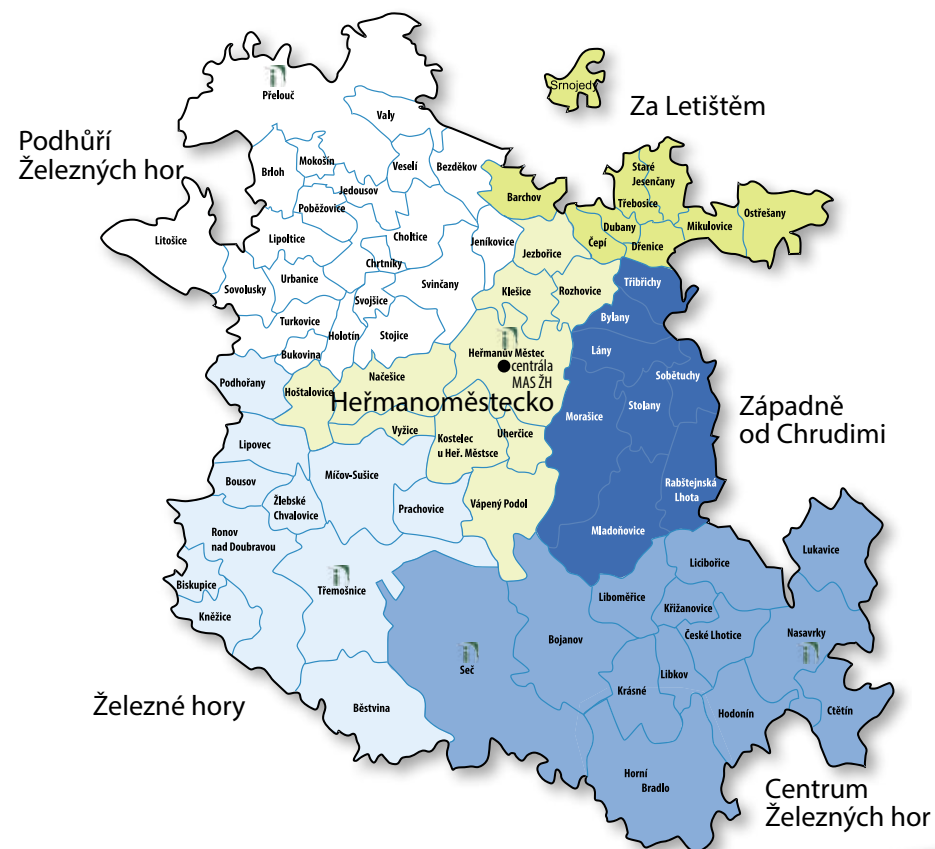 Srnojedy
Za Letištěm
Přelouč
Valy
Podhůří
Železných hor
Mokošín
Brloh
Veselí
Bezděkov
Staré
Jesenčany
Jedousov
Barchov
Třebosice
Poběžovice
Ostřešany
Dubany
Mikulovice
Litošice
Lipoltice
Choltice
Jeníkovice
Čepí
Dřenice
Jezbořice
Chrtníky
Urbanice
Sovolusky
Svinčany
Klešice
Rozhovice
Třibřichy
Svojšice
Turkovice
Holotín
Stojice
Bylany
Bukovina
Heřmanův Městec
centrála
MAS ŽH
Lány
Podhořany
Načešice
Sobětuchy
Hoštalovice
Heřmanoměstecko
Morašice
Stolany
Západně
od Chrudimi
Vyžice
Kostelec
u Heř. Městsce
Uherčice
Lipovec
Míčov-Sušice
Bousov
Žlebské
Chvalovice
Prachovice
Vápený Podol
Rabštejnská
Lhota
Ronov
nad Doubravou
Mladoňovice
Lukavice
Licibořice
Biskupice
Třemošnice
Liboměřice
Křižanovice
Kněžice
Bojanov
České Lhotice
Nasavrky
Seč
Libkov
Krásné
Železné hory
Běstvina
Hodonín
Ctětín
Horní
Bradlo
Centrum
Železných hor